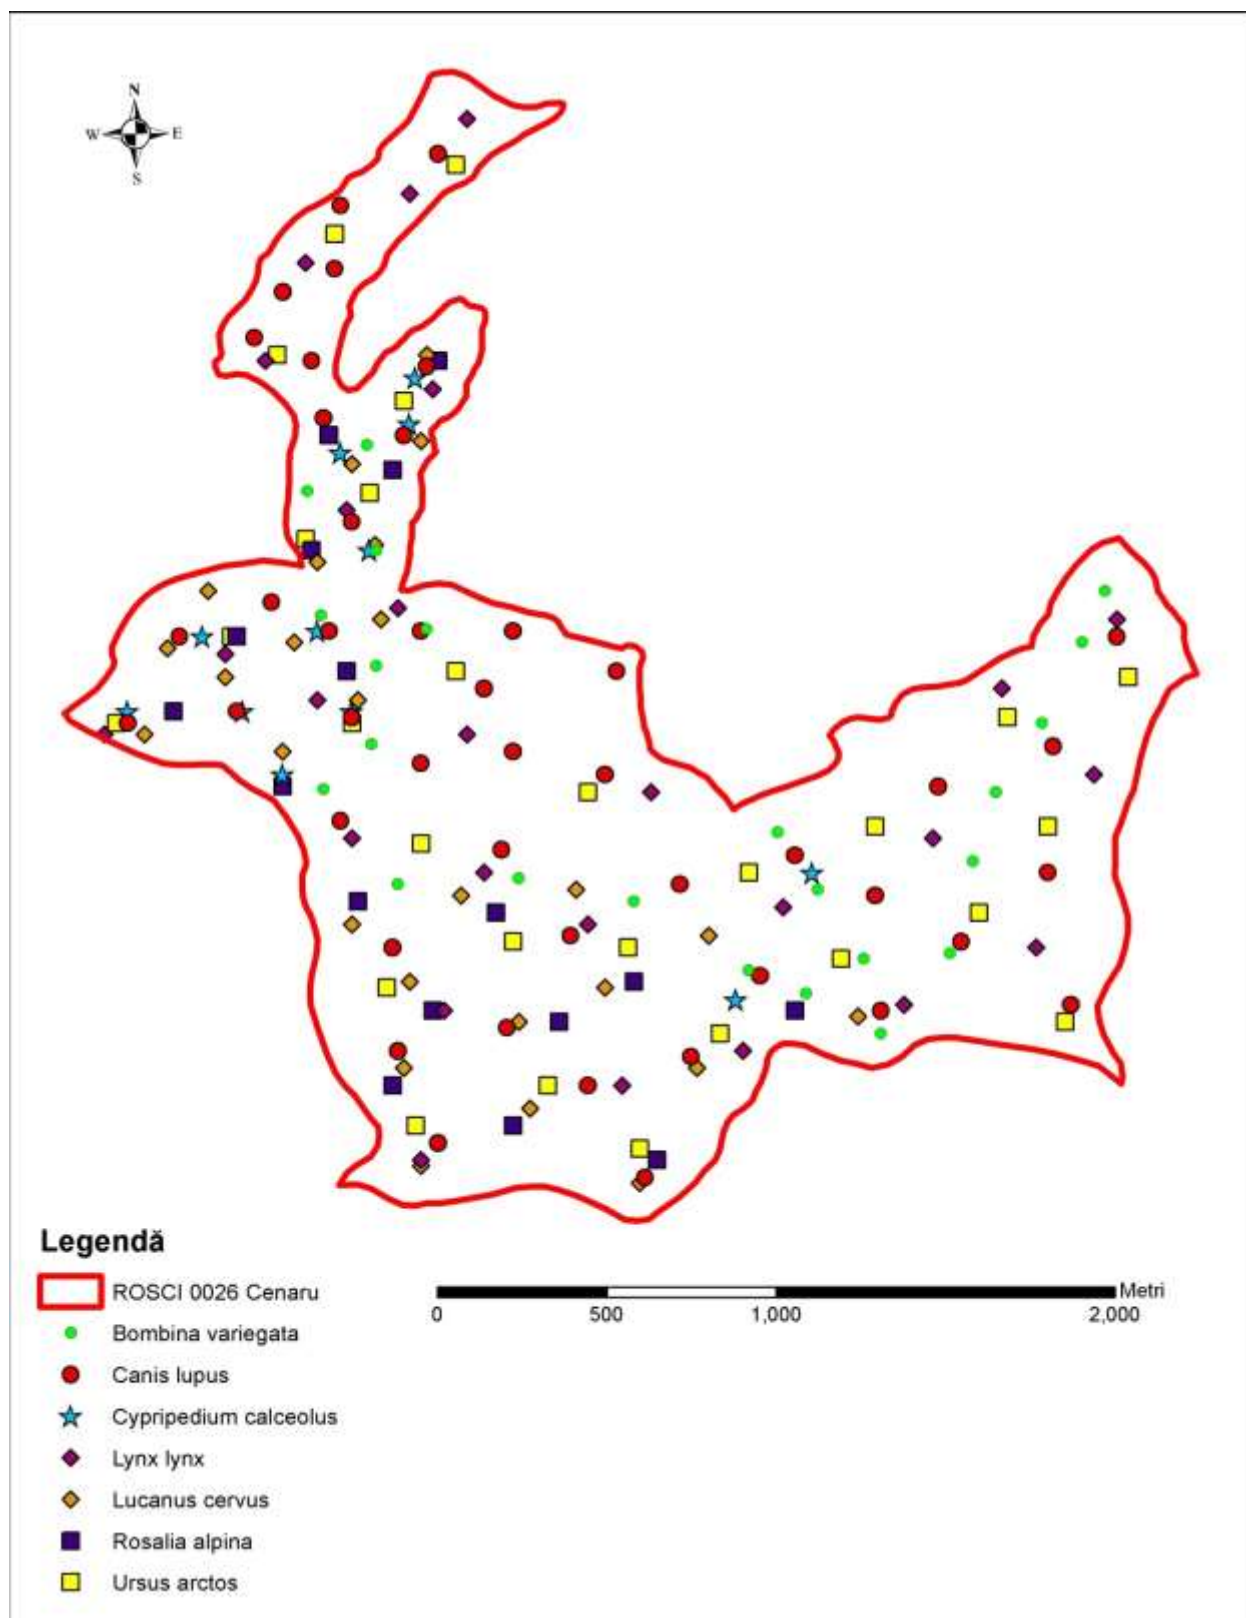 N
W E
S
Legendă
ROSCI 0026 Cenaru
Bombina variegata
Canis lupus
Cypripedium calceolus
Lynx lynx
Lucanus cervus
Rosalia alpina
Ursus arctos
Metri
0 500 1,000 2,000